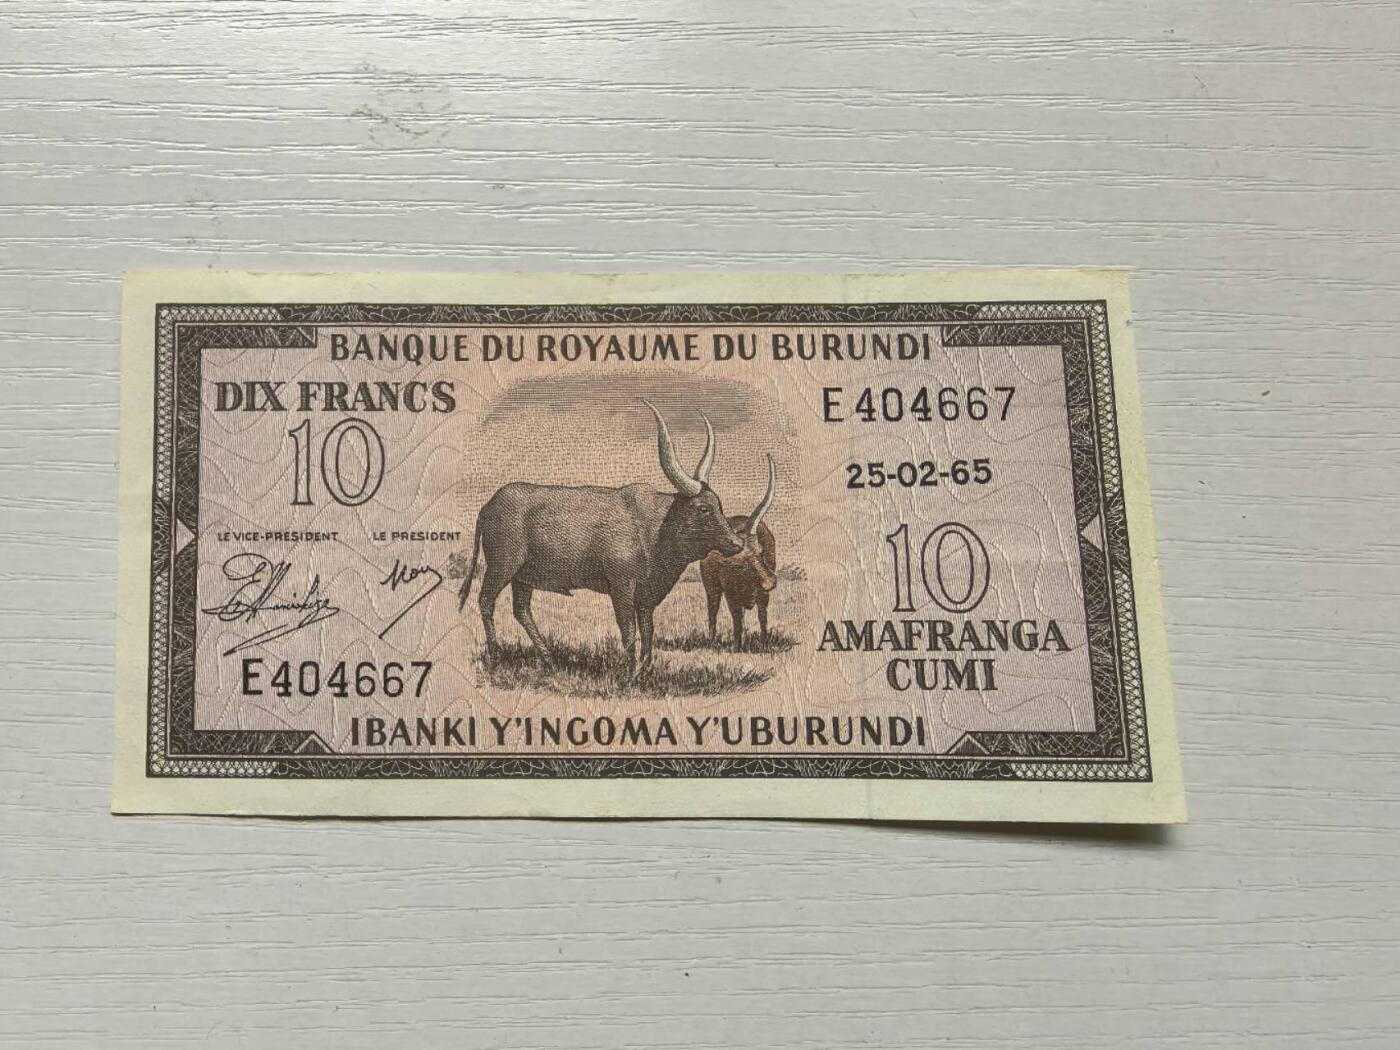 BANQUE DU ROYAUME DU BURUNDI
DIX FRANCS
10
E 404667
25-02-65
LE VICE-PRESIDENT LE PRESIDENT
10
AMAFRANGA
CUMI
E404667
IBANKI Y'INGOMA Y'UBURUNDI